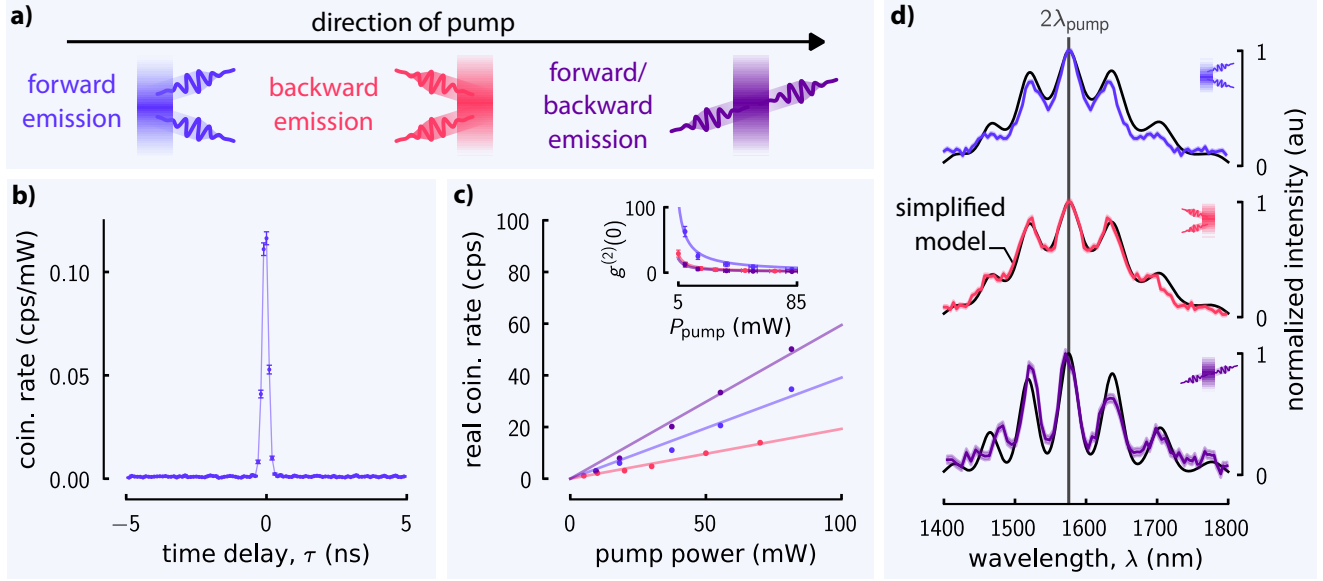 a)
direction of pump
forward
emission
backward
emission
forward/
backward
emission
b)
coin. rate (cps/mW)
0.10
0.05
0.00
−5
0
5
time delay, τ (ns)
c)
real coin. rate (cps)
100
80
60
40
20
0
0
50
100
pump power (mW)
g⁽²⁾(0)
100
0
5
85
P_pump (mW)
d)
2λ_pump
1
0
simplified
model
1
0
1
0
normalized intensity (au)
1400
1500
1600
1700
1800
wavelength, λ (nm)